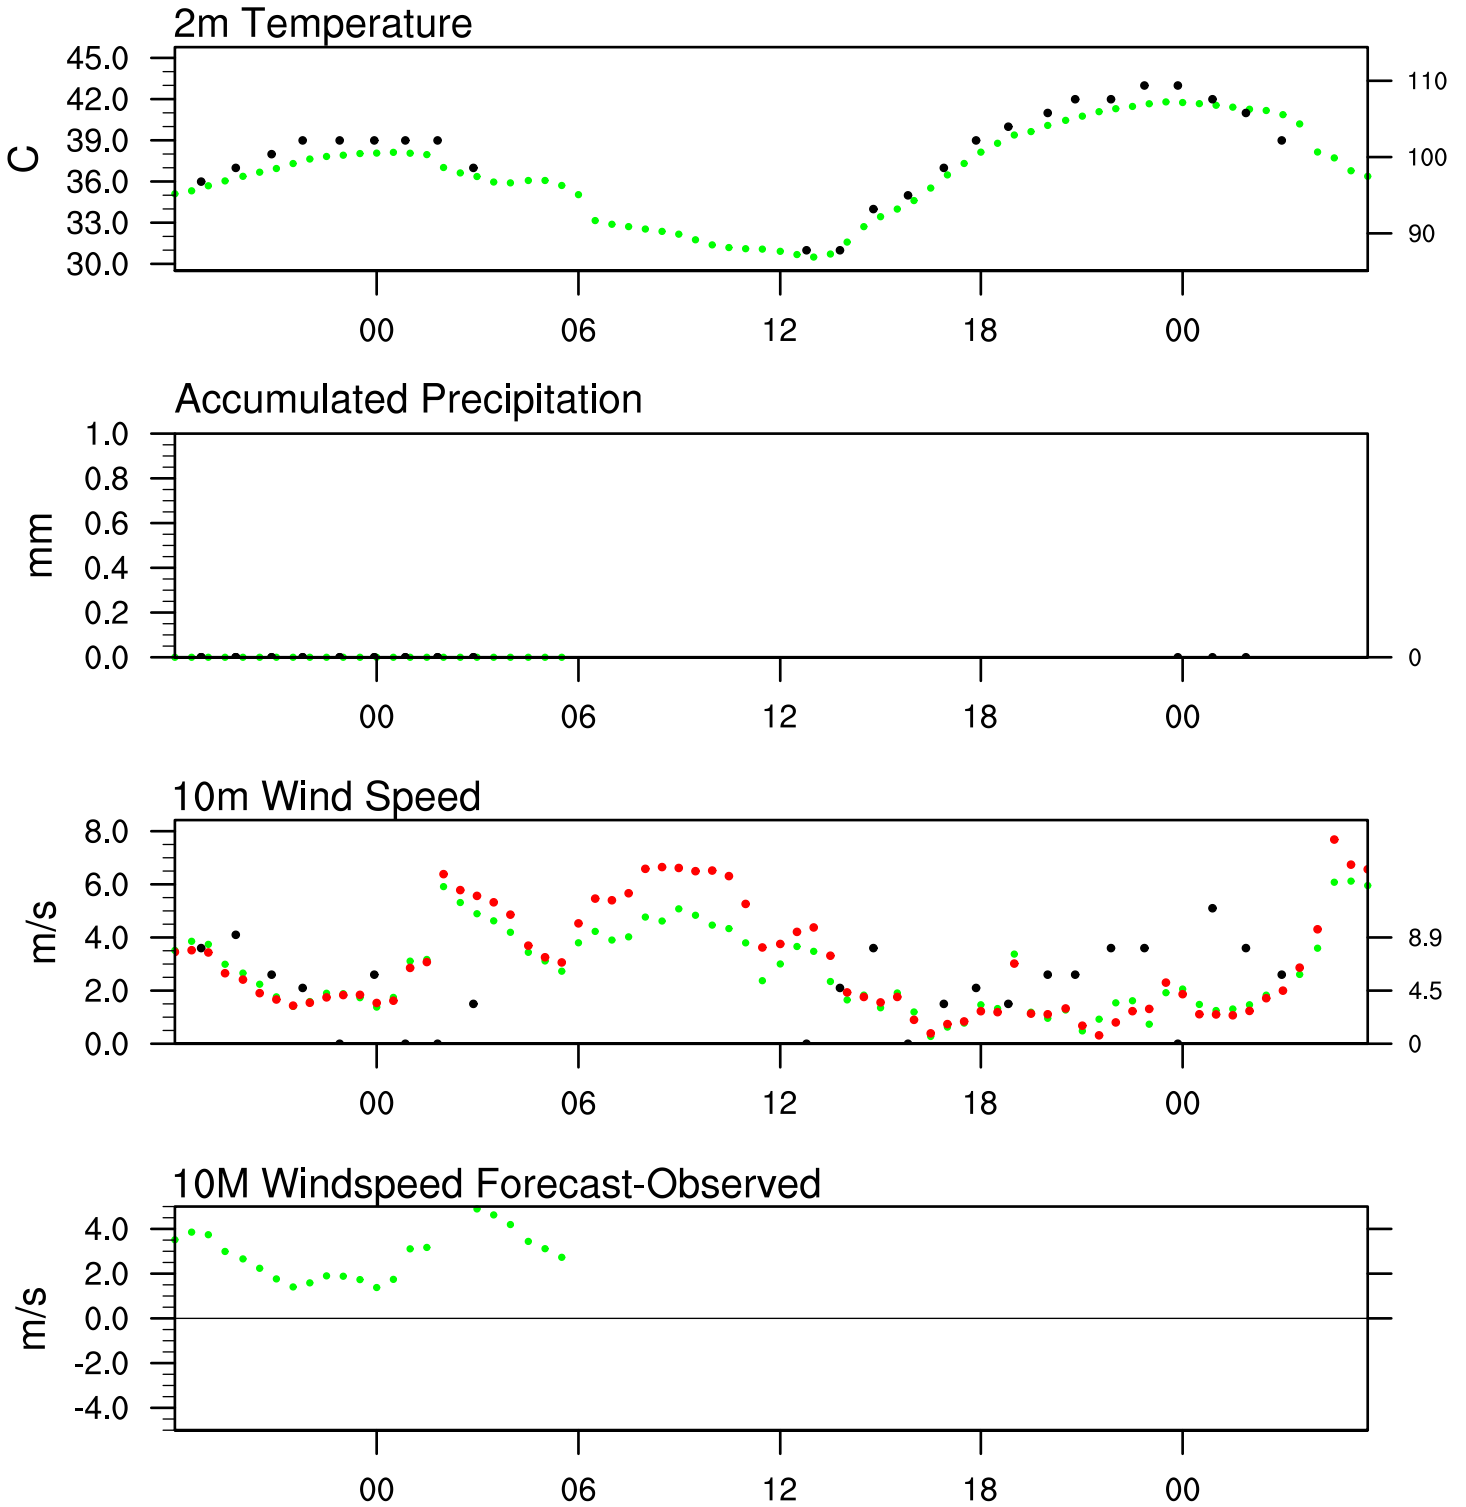 2m Temperature
45.0
42.0
39.0
36.0
33.0
30.0
C
110
100
90
00 06 12 18 00
Accumulated Precipitation
1.0
0.8
0.6
0.4
0.2
0.0
mm
0
00 06 12 18 00
10m Wind Speed
8.0
6.0
4.0
2.0
0.0
m/s
8.9
4.5
0
00 06 12 18 00
10M Windspeed Forecast-Observed
4.0
2.0
0.0
-2.0
-4.0
m/s
00 06 12 18 00